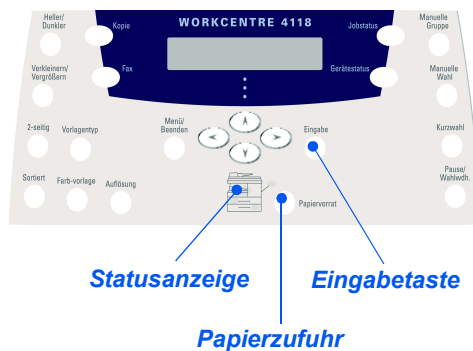 Heller/
Dunkler
Kopie
WORKCENTRE 4118
Jobstatus
Manuelle
Gruppe
Verkleinern/
Vergrößern
Fax
Gerätestatus
Manuelle
Wahl
2-seitig
Vorlagentyp
Menü/
Beenden
Eingabe
Kurzwahl
Sortiert
Farb-vorlage
Auflösung
Papiervorrat
Pause/
Wahlwdh.
Statusanzeige
Eingabetaste
Papierzufuhr